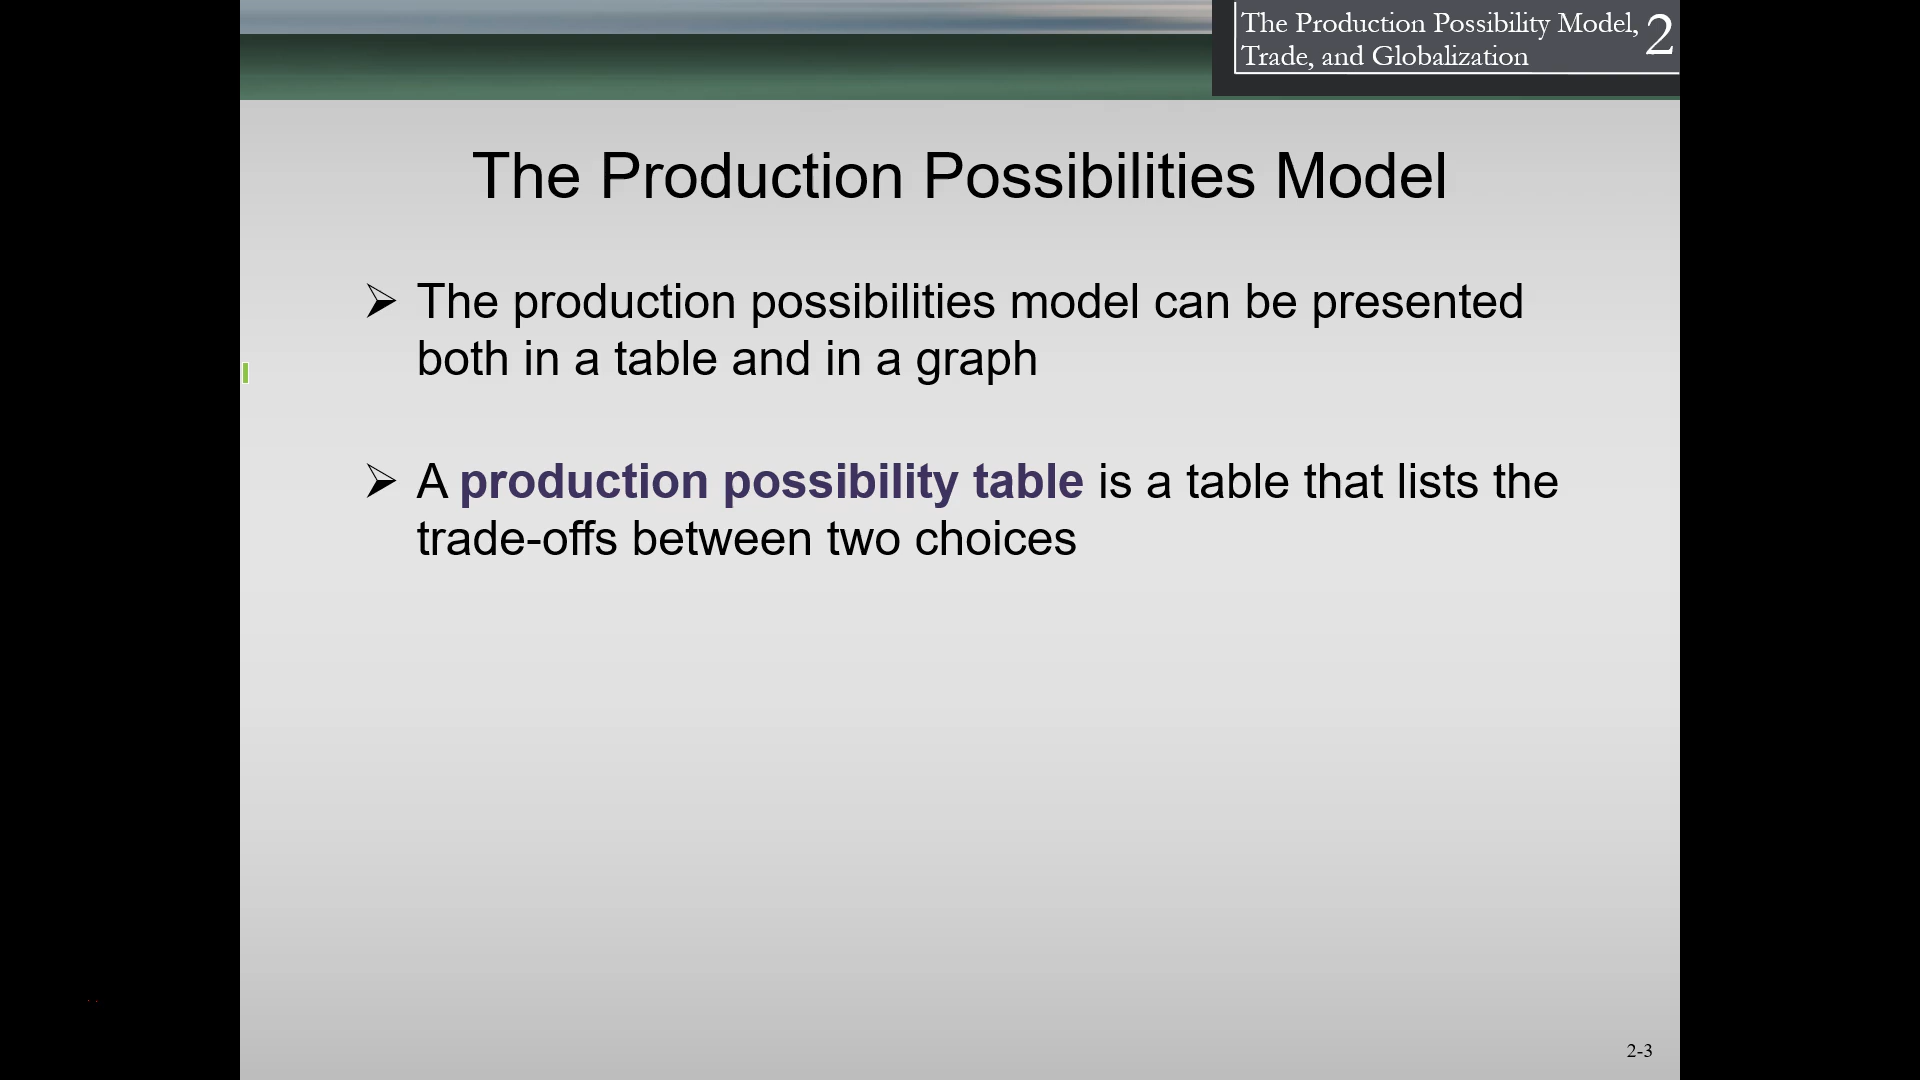 The Production Possibility Model, 2
Trade, and Globalization
The Production Possibilities Model
➢ The production possibilities model can be presented
both in a table and in a graph
➢ A production possibility table is a table that lists the
trade-offs between two choices
2-3